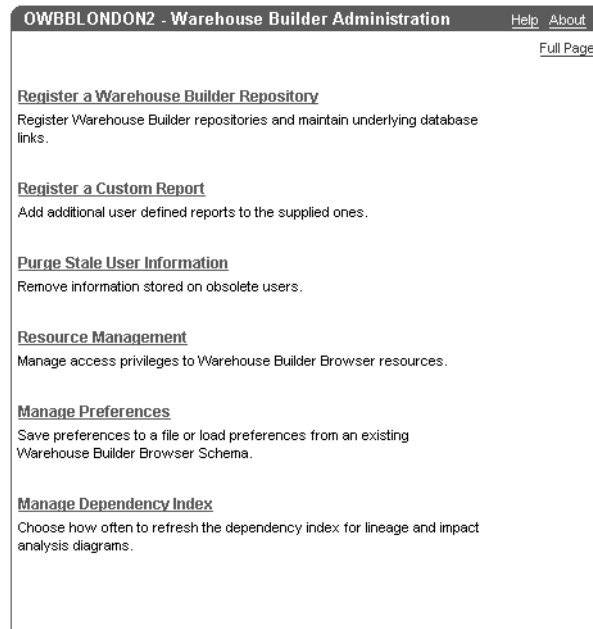 OWBBLONDON2 - Warehouse Builder Administration Help About
Full Page
Register a Warehouse Builder Repository
Register Warehouse Builder repositories and maintain underlying database
links.
Register a Custom Report
Add additional user defined reports to the supplied ones.
Purge Stale User Information
Remove information stored on obsolete users.
Resource Management
Manage access privileges to Warehouse Builder Browser resources.
Manage Preferences
Save preferences to a file or load preferences from an existing
Warehouse Builder Browser Schema.
Manage Dependency Index
Choose how often to refresh the dependency index for lineage and impact
analysis diagrams.